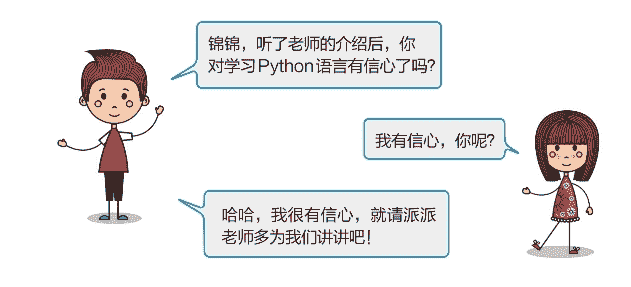 锦锦，听了老师的介绍后，你
对学习Python语言有信心了吗?
我有信心，你呢?
哈哈，我很有信心，就请派派
老师多为我们讲讲吧!